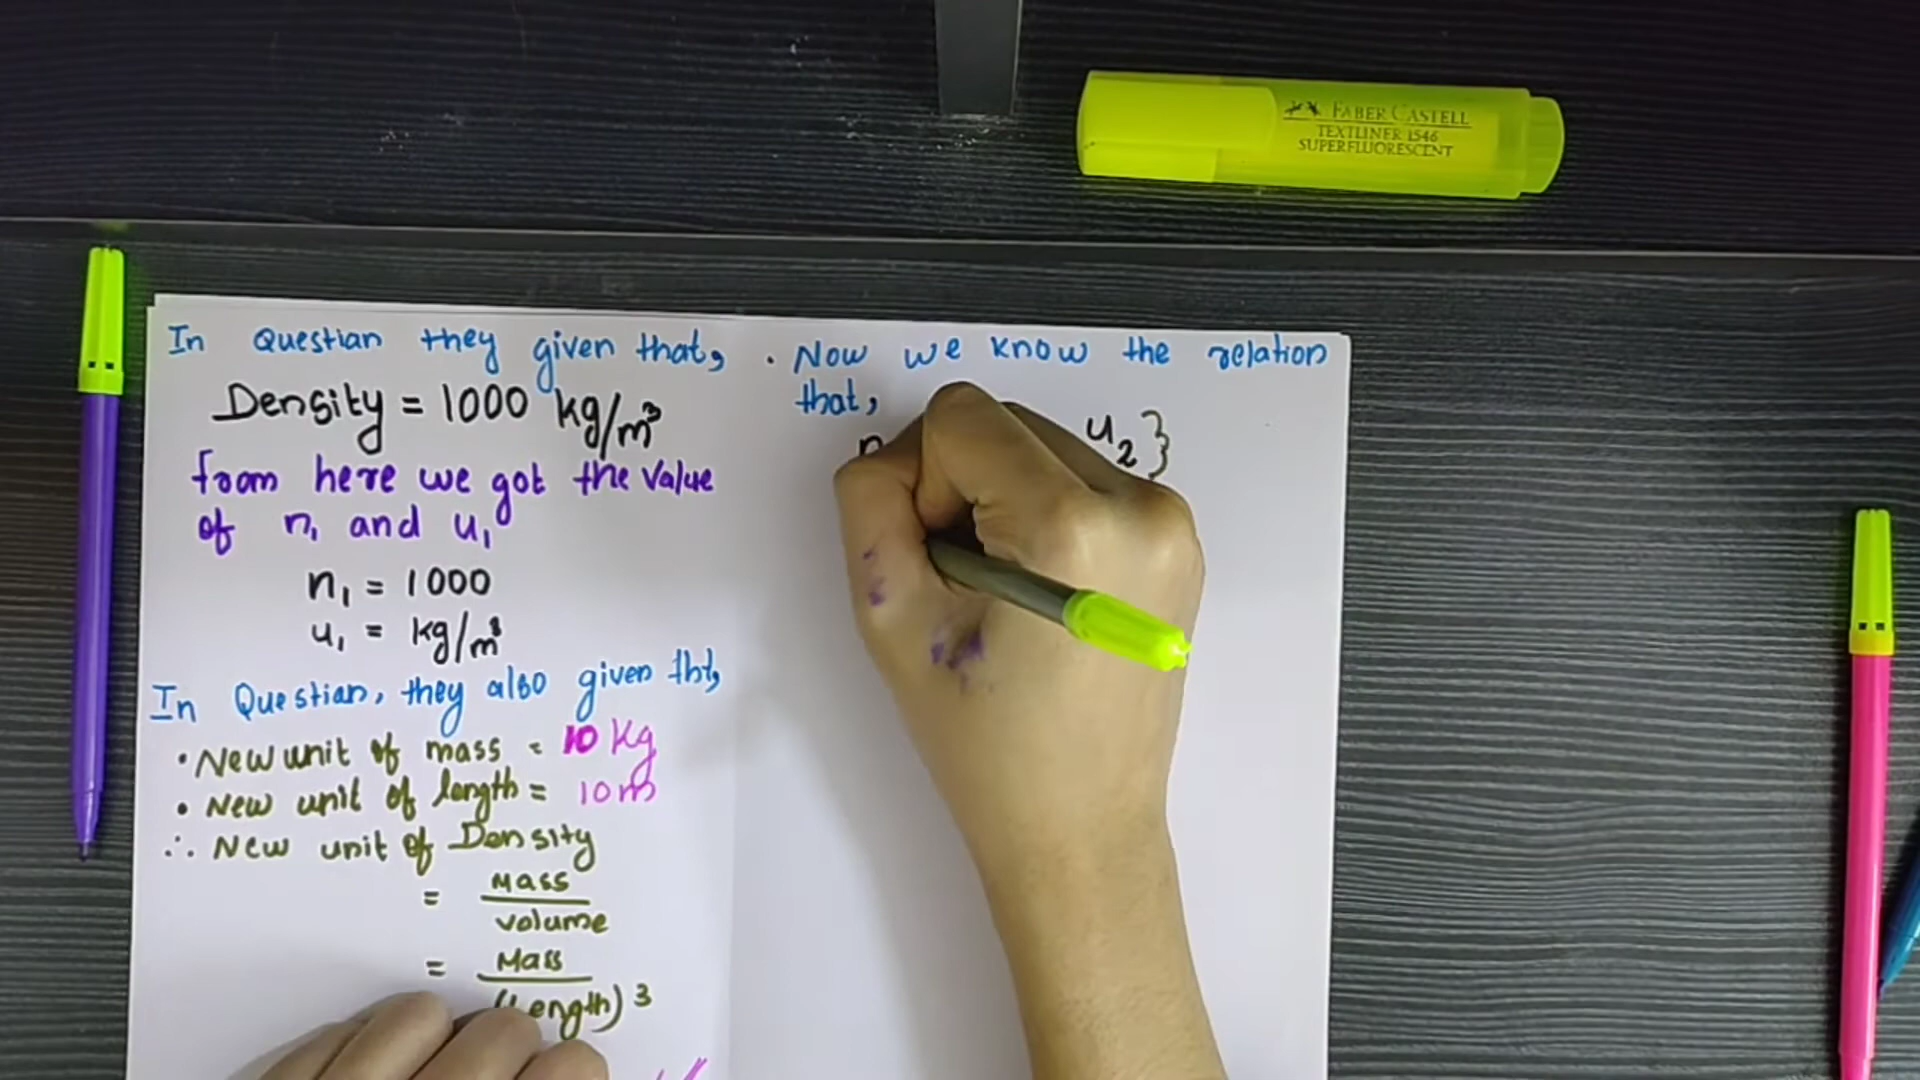 FABER CASTELL
TEXTLINER 1546
SUPERFLUORESCENT
In Question they given that,
Density = 1000 kg/m³
from here we got the value
of n₁ and u₁
n₁ = 1000
u₁ = kg/m³
In Question, they also given tht,
• New unit of mass = 10 kg
• New unit of length = 10 m
∴ New unit of Density
= Mass
volume
= Mass
(Length)³
• Now we know the relation
that,
n u₂}